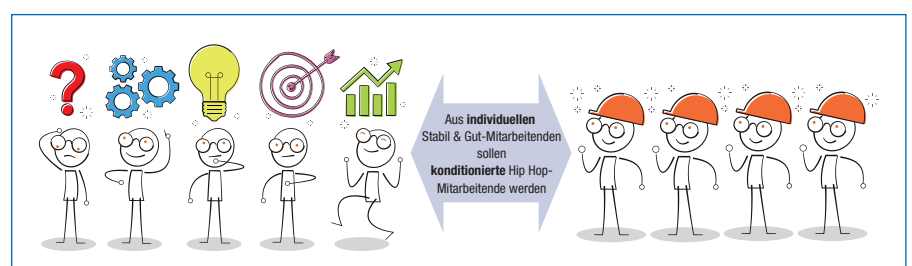 Aus individuellen
Stabil & Gut-Mitarbeitenden
sollen
konditionierte Hip Hop-
Mitarbeitende werden